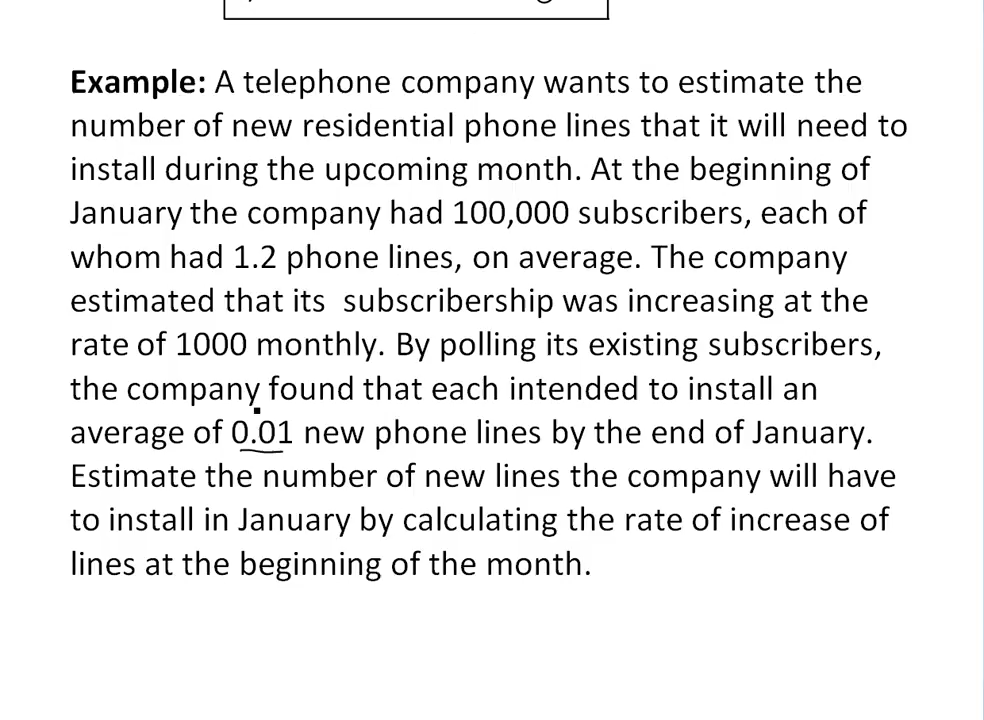 Example: A telephone company wants to estimate the
number of new residential phone lines that it will need to
install during the upcoming month. At the beginning of
January the company had 100,000 subscribers, each of
whom had 1.2 phone lines, on average. The company
estimated that its subscribership was increasing at the
rate of 1000 monthly. By polling its existing subscribers,
the company found that each intended to install an
average of 0.01 new phone lines by the end of January.
Estimate the number of new lines the company will have
to install in January by calculating the rate of increase of
lines at the beginning of the month.